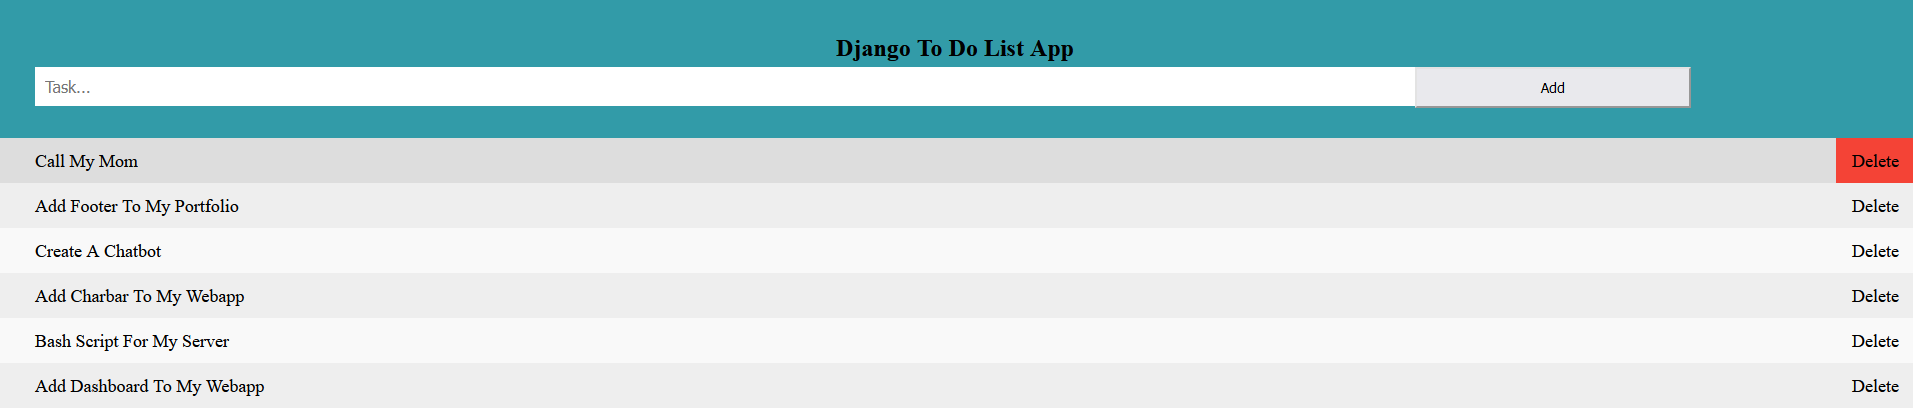 Django To Do List App
Task...
Add
Call My Mom Delete
Add Footer To My Portfolio Delete
Create A Chatbot Delete
Add Charbar To My Webapp Delete
Bash Script For My Server Delete
Add Dashboard To My Webapp Delete